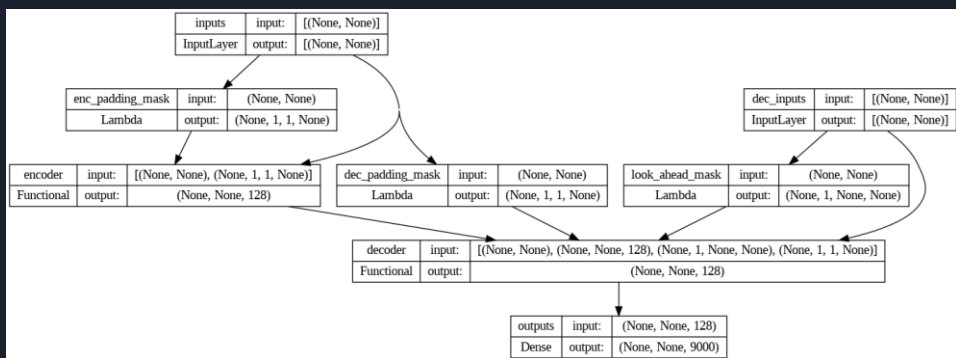 inputs input: [(None, None)]
InputLayer output: [(None, None)]
enc_padding_mask input: (None, None)
Lambda output: (None, 1, 1, None)
dec_inputs input: [(None, None)]
InputLayer output: [(None, None)]
encoder input: [(None, None), (None, 1, 1, None)]
Functional output: (None, None, 128)
dec_padding_mask input: (None, None)
Lambda output: (None, 1, 1, None)
look_ahead_mask input: (None, None)
Lambda output: (None, 1, None, None)
decoder input: [(None, None), (None, None, 128), (None, 1, None, None), (None, 1, 1, None)]
Functional output: (None, None, 128)
outputs input: (None, None, 128)
Dense output: (None, None, 9000)